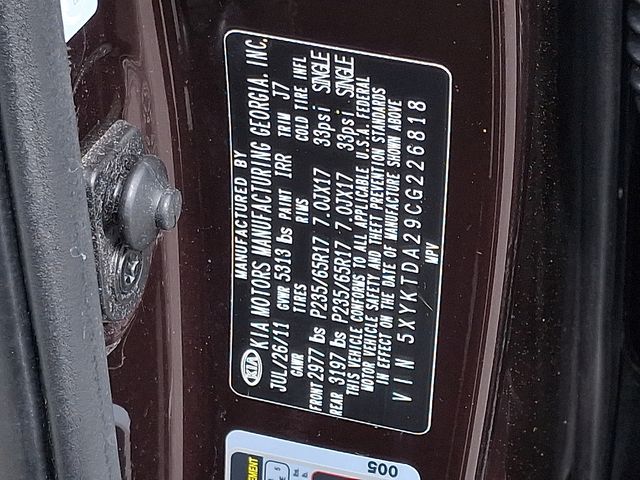 MANUFACTURED BY
KIA KIA MOTORS MANUFACTURING GEORGIA, INC.
JUL/26/11 GVWR 5313 lbs PAINT IRR TRIM J7
GAWR TIRES RIMS COLD TIRE INFL
FRONT 2977 lbs P235/65R17 7.0JX17 33psi SINGLE
REAR 3197 lbs P235/65R17 7.0JX17 33psi SINGLE
THIS VEHICLE CONFORMS TO ALL APPLICABLE U.S.A. FEDERAL
MOTOR VEHICLE SAFETY AND THEFT PREVENTION STANDARDS
IN EFFECT ON THE DATE OF MANUFACTURE SHOWN ABOVE
VIN 5XYKTDA29CG226818
MPV
005